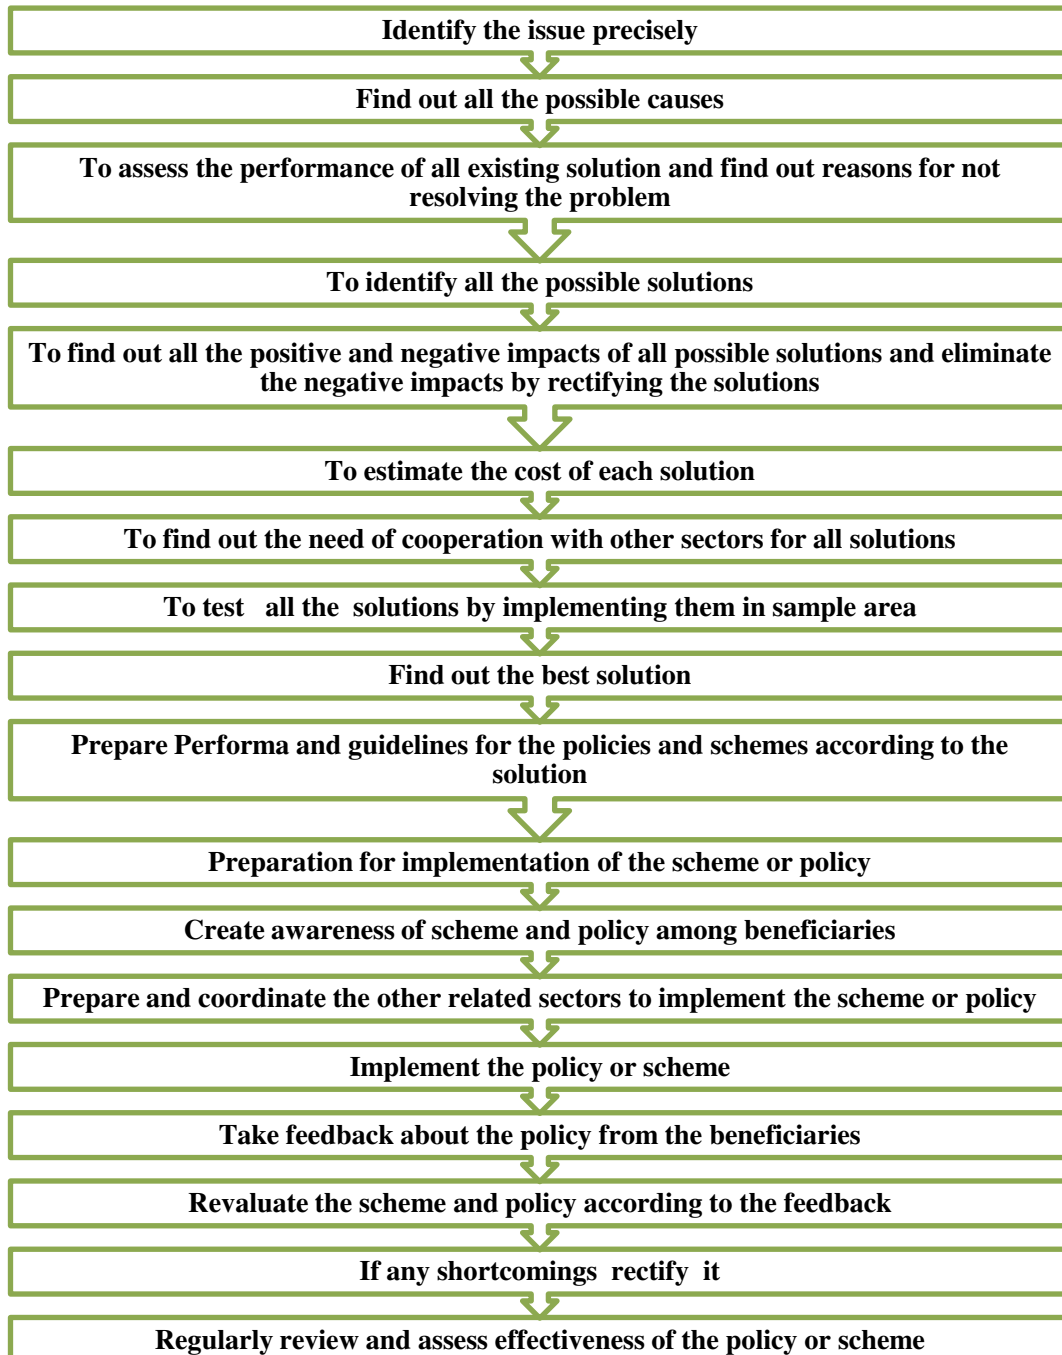 Identify the issue precisely
Find out all the possible causes
To assess the performance of all existing solution and find out reasons for not
resolving the problem
To identify all the possible solutions
To find out all the positive and negative impacts of all possible solutions and eliminate
the negative impacts by rectifying the solutions
To estimate the cost of each solution
To find out the need of cooperation with other sectors for all solutions
To test all the solutions by implementing them in sample area
Find out the best solution
Prepare Performa and guidelines for the policies and schemes according to the
solution
Preparation for implementation of the scheme or policy
Create awareness of scheme and policy among beneficiaries
Prepare and coordinate the other related sectors to implement the scheme or policy
Implement the policy or scheme
Take feedback about the policy from the beneficiaries
Revaluate the scheme and policy according to the feedback
If any shortcomings rectify it
Regularly review and assess effectiveness of the policy or scheme